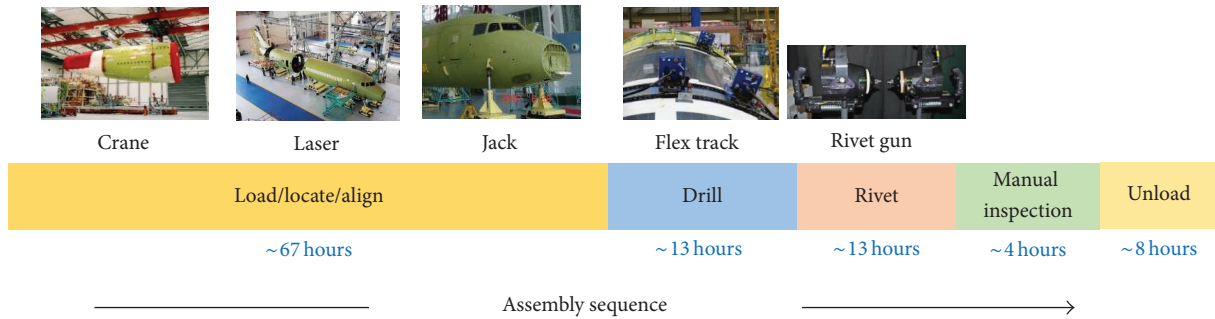 Crane
Laser
Jack
Flex track
Rivet gun
Load/locate/align
Drill
Rivet
Manual
inspection
Unload
~67 hours
~13 hours
~13 hours
~4 hours
~8 hours
Assembly sequence